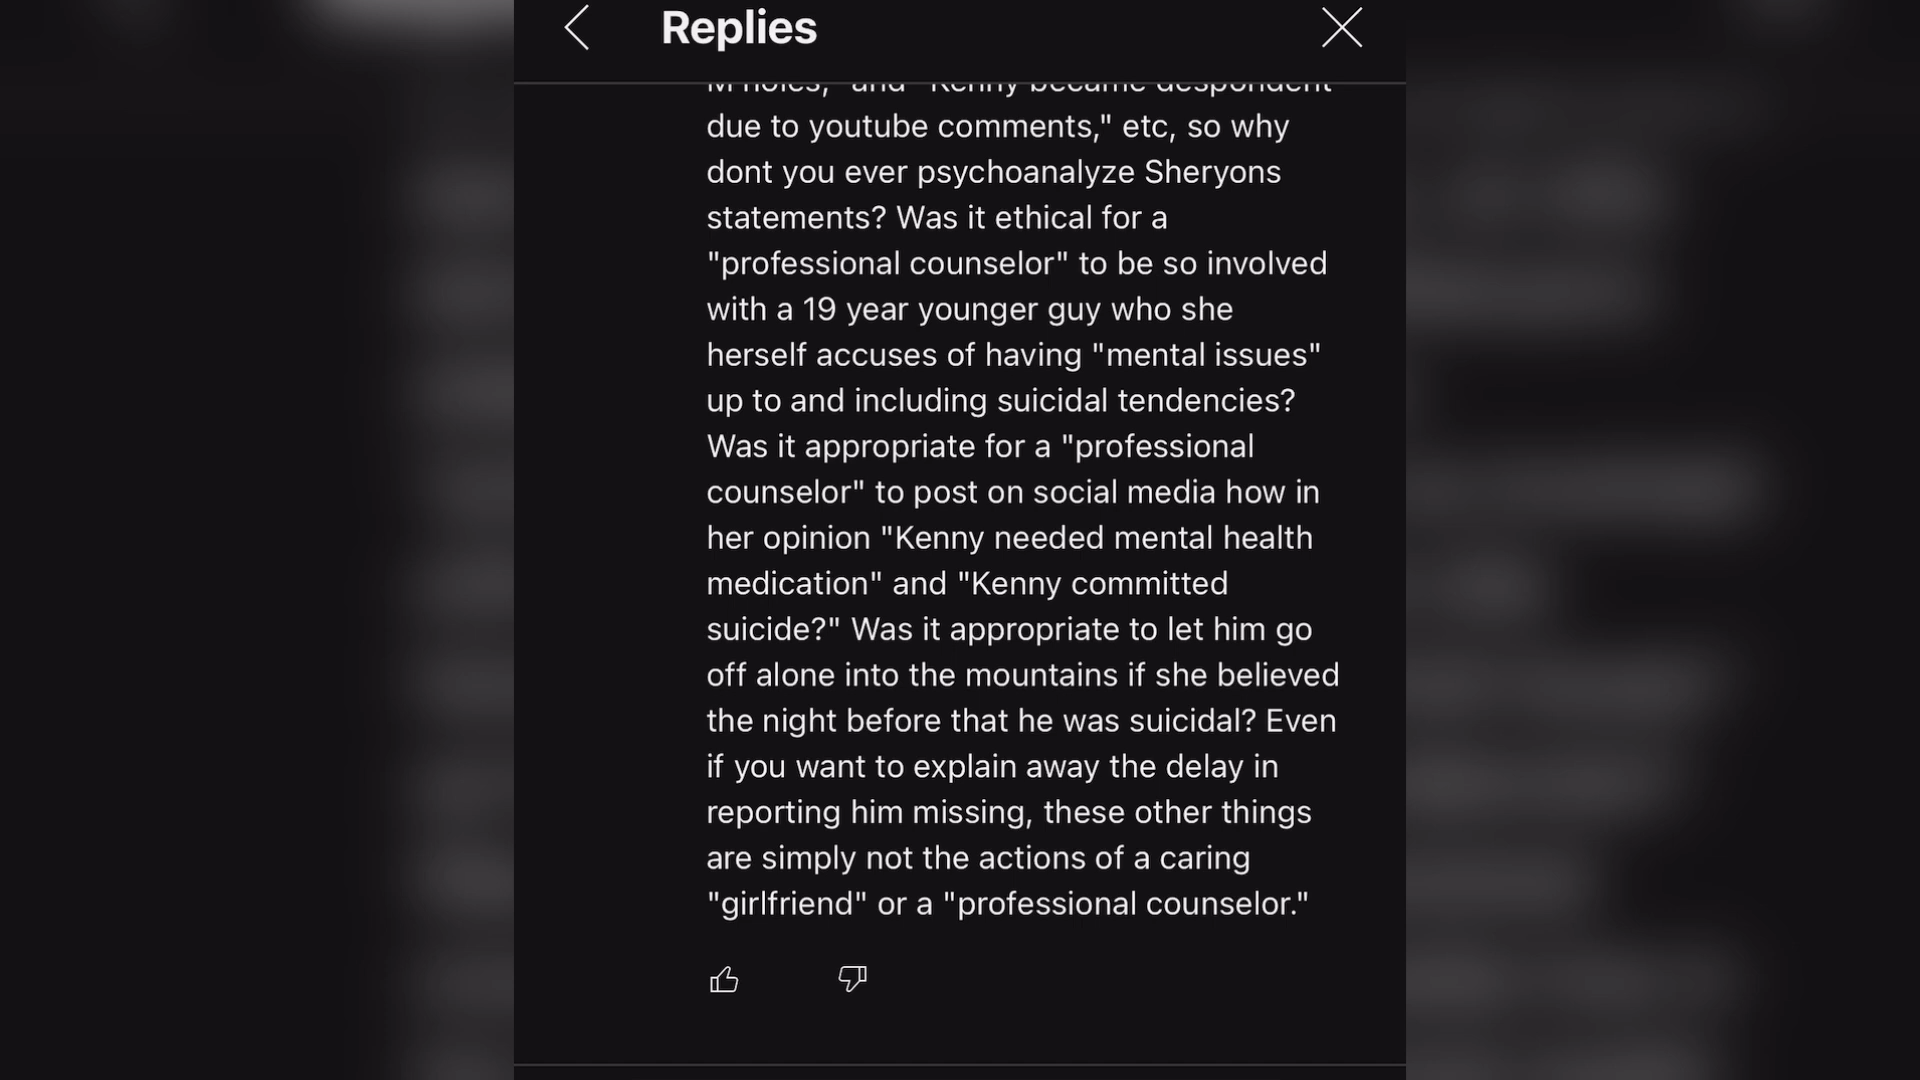 Replies
M holes," and "Kenny became despondent
due to youtube comments," etc, so why
dont you ever psychoanalyze Sheryons
statements? Was it ethical for a
"professional counselor" to be so involved
with a 19 year younger guy who she
herself accuses of having "mental issues"
up to and including suicidal tendencies?
Was it appropriate for a "professional
counselor" to post on social media how in
her opinion "Kenny needed mental health
medication" and "Kenny committed
suicide?" Was it appropriate to let him go
off alone into the mountains if she believed
the night before that he was suicidal? Even
if you want to explain away the delay in
reporting him missing, these other things
are simply not the actions of a caring
"girlfriend" or a "professional counselor."